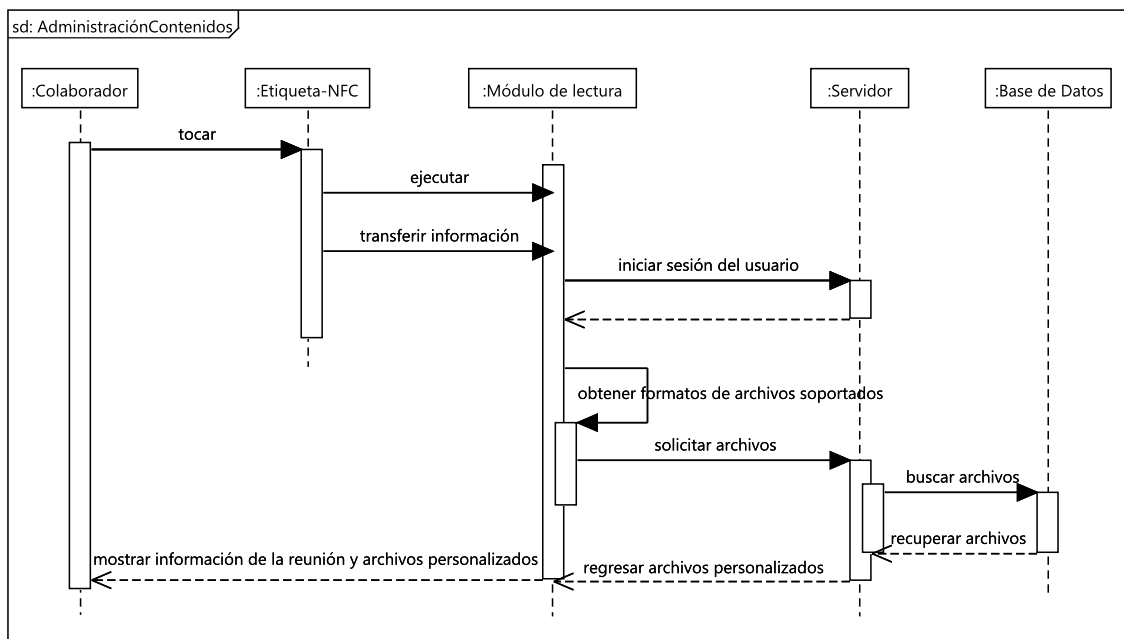 sd: AdministraciónContenidos
:Colaborador
:Etiqueta-NFC
:Módulo de lectura
:Servidor
:Base de Datos
tocar
ejecutar
transferir información
iniciar sesión del usuario
obtener formatos de archivos soportados
solicitar archivos
buscar archivos
recuperar archivos
mostrar información de la reunión y archivos personalizados
regresar archivos personalizados